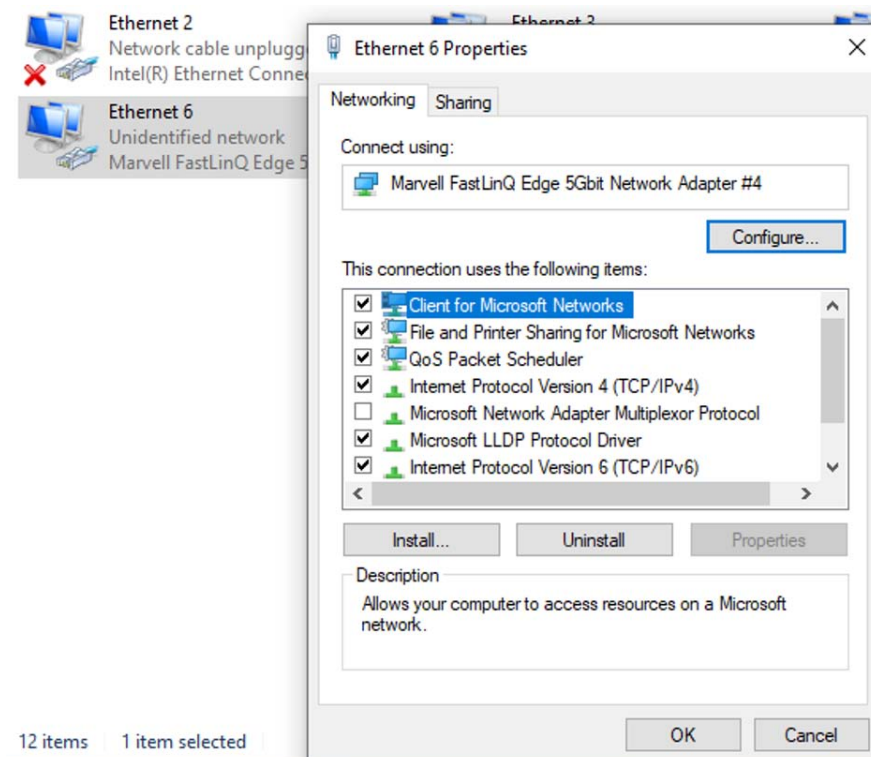 Ethernet 2
Network cable unplugg
Intel(R) Ethernet Connec
Ethernet 3
Ethernet 6
Unidentified network
Marvell FastLinQ Edge 5
Ethernet 6 Properties
Networking
Sharing
Connect using:
Marvell FastLinQ Edge 5Gbit Network Adapter #4
Configure...
This connection uses the following items:
Client for Microsoft Networks
File and Printer Sharing for Microsoft Networks
QoS Packet Scheduler
Internet Protocol Version 4 (TCP/IPv4)
Microsoft Network Adapter Multiplexor Protocol
Microsoft LLDP Protocol Driver
Internet Protocol Version 6 (TCP/IPv6)
Install...
Uninstall
Properties
Description
Allows your computer to access resources on a Microsoft
network.
OK
Cancel
12 items
1 item selected